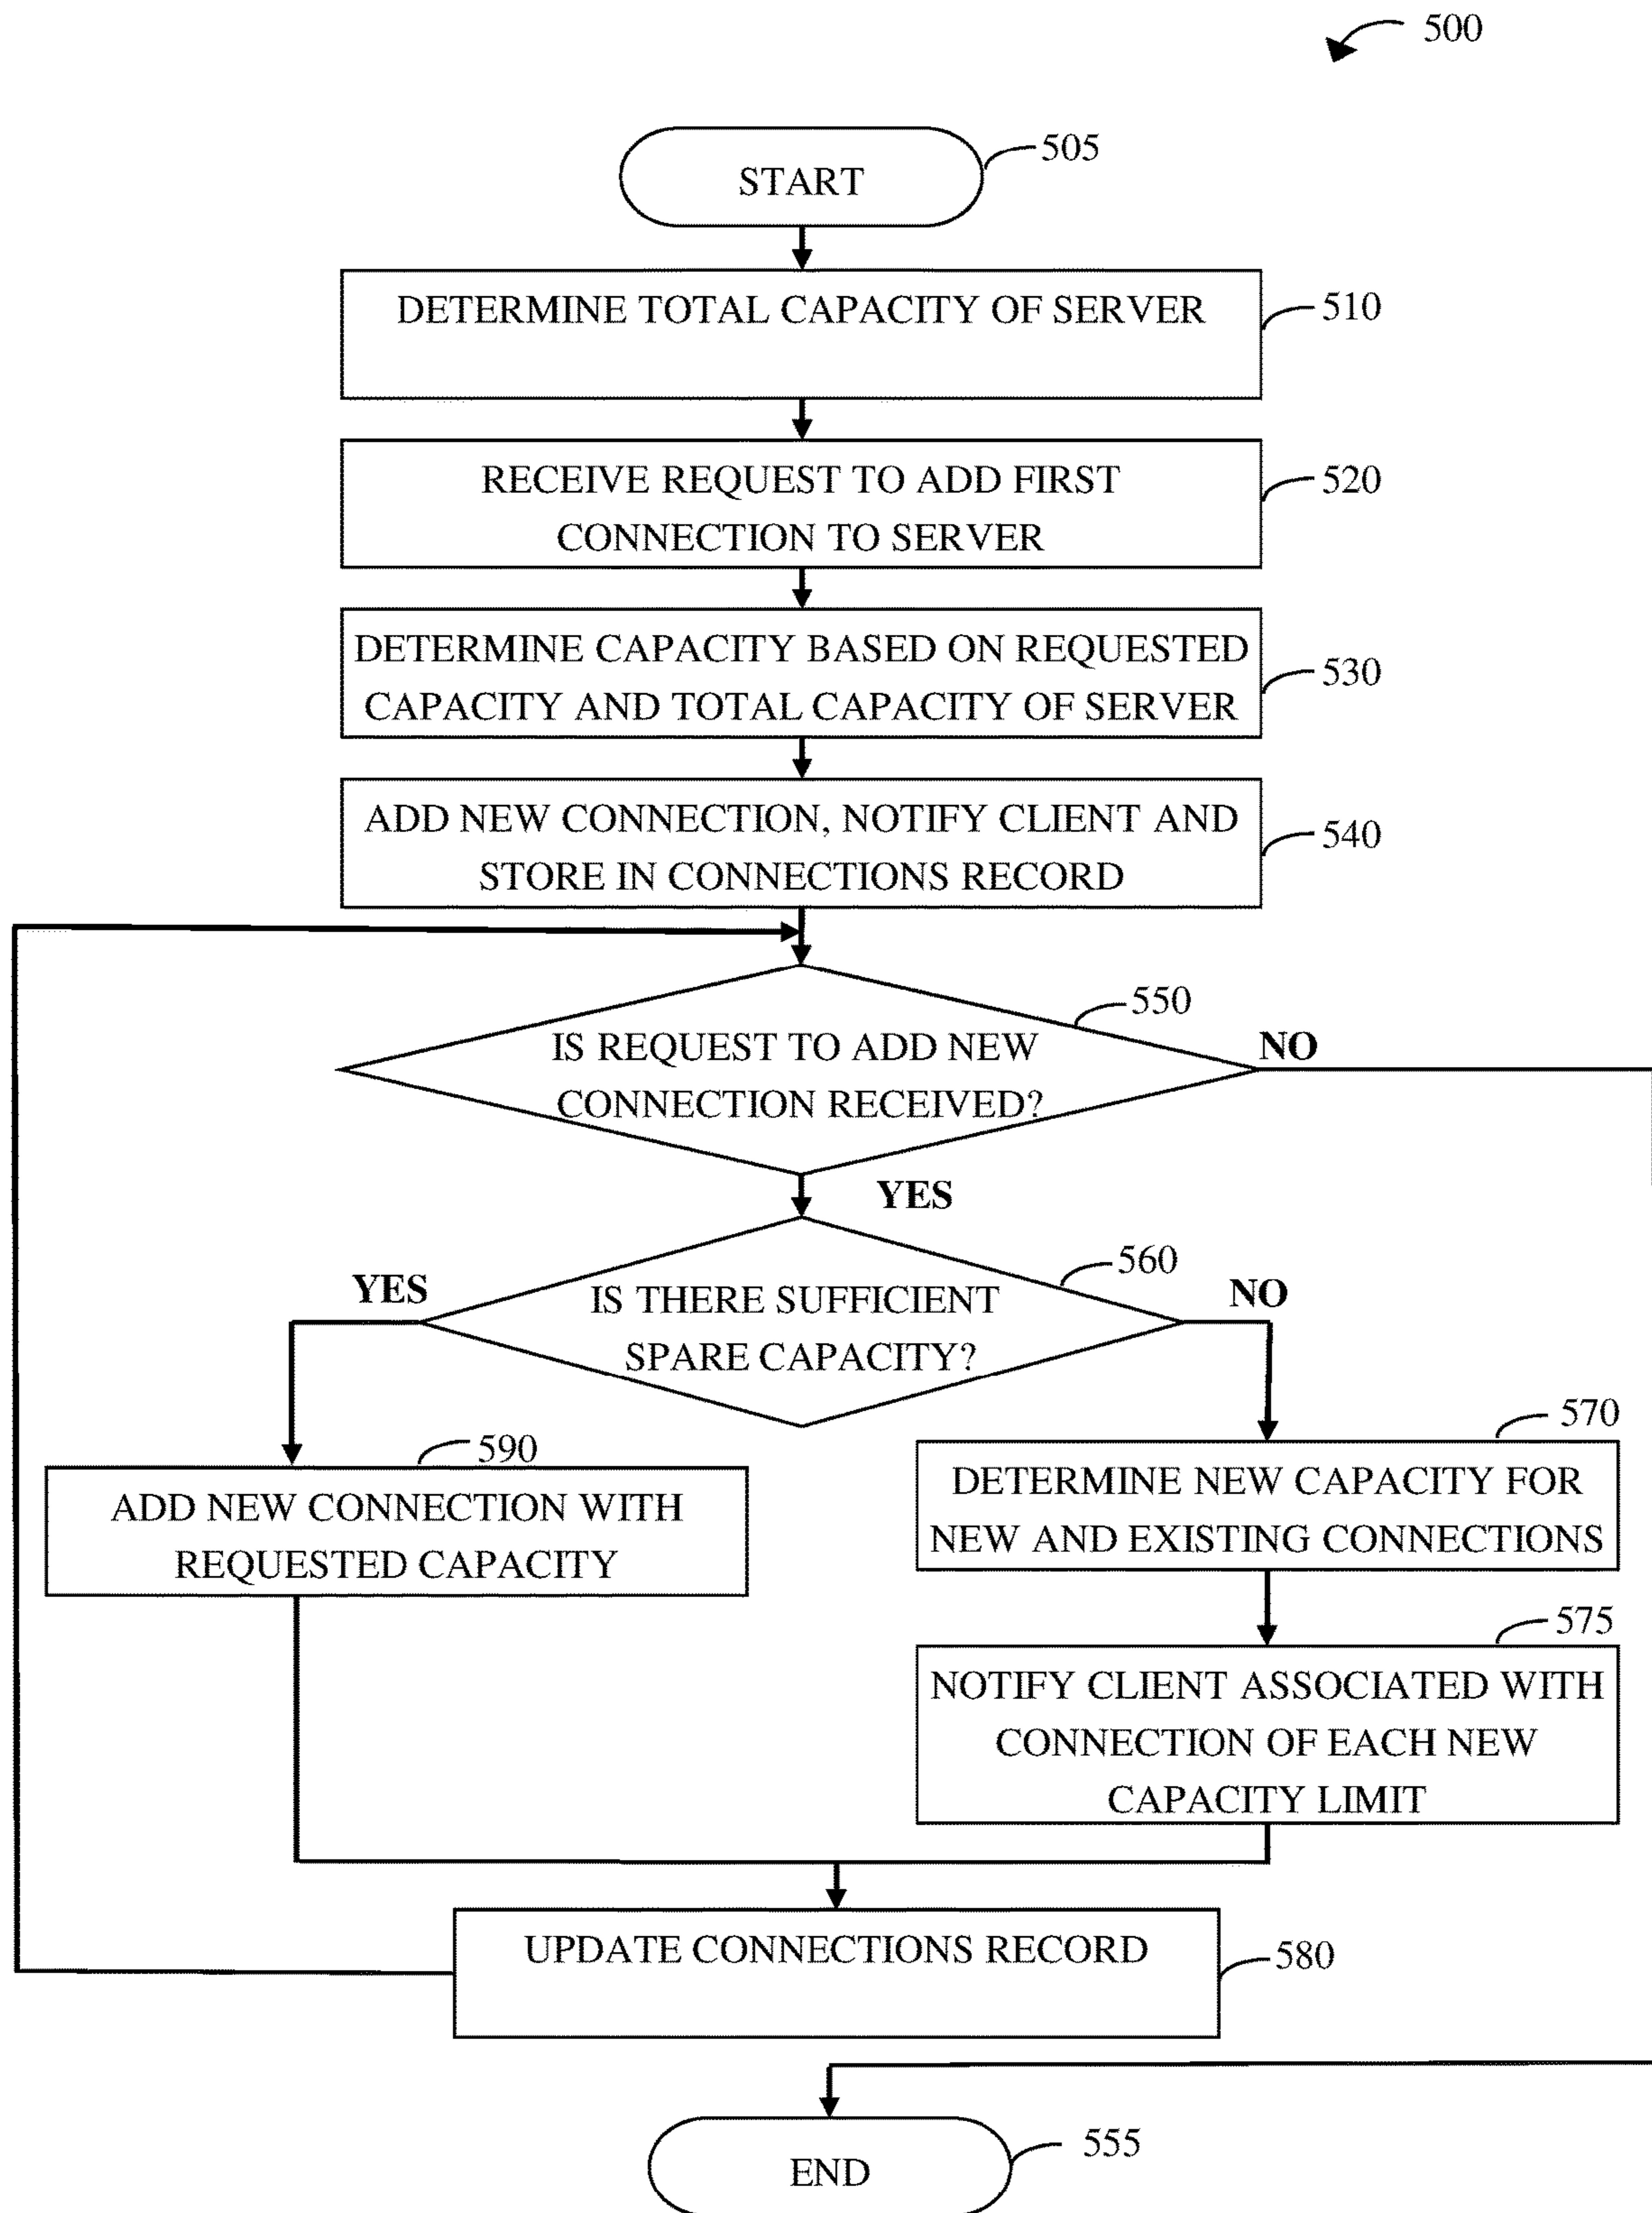 500
START
505
DETERMINE TOTAL CAPACITY OF SERVER
510
RECEIVE REQUEST TO ADD FIRST
CONNECTION TO SERVER
520
DETERMINE CAPACITY BASED ON REQUESTED
CAPACITY AND TOTAL CAPACITY OF SERVER
530
ADD NEW CONNECTION, NOTIFY CLIENT AND
STORE IN CONNECTIONS RECORD
540
550
IS REQUEST TO ADD NEW
CONNECTION RECEIVED?
NO
YES
560
IS THERE SUFFICIENT
SPARE CAPACITY?
YES
NO
590
ADD NEW CONNECTION WITH
REQUESTED CAPACITY
570
DETERMINE NEW CAPACITY FOR
NEW AND EXISTING CONNECTIONS
575
NOTIFY CLIENT ASSOCIATED WITH
CONNECTION OF EACH NEW
CAPACITY LIMIT
UPDATE CONNECTIONS RECORD
580
END
555